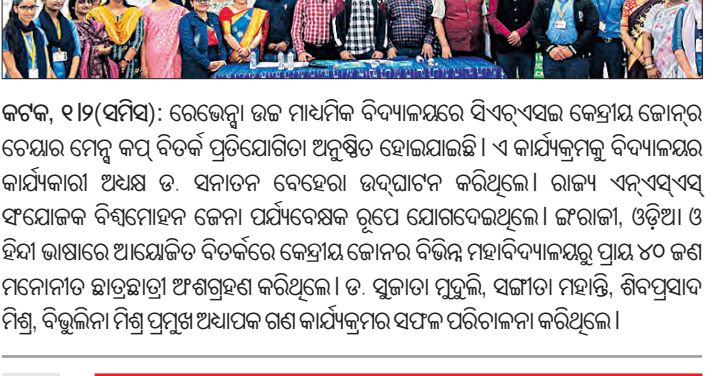 କଟକ, ୧।୨(ସମିସ): ରେଭେନ୍ସା ଉଚ୍ଚ ମାଧ୍ୟମିକ ବିଦ୍ୟାଳୟରେ ସିଏଚ୍ଏସଇ କେନ୍ଦ୍ରୀୟ ଜୋନ୍‌ର
ଚେୟାର ମେନ୍ସ କପ୍ ବିତର୍କ ପ୍ରତିଯୋଗିତା ଅନୁଷ୍ଠିତ ହୋଇଯାଇଛି। ଏ କାର୍ଯ୍ୟକ୍ରମକୁ ବିଦ୍ୟାଳୟର
କାର୍ଯ୍ୟକାରୀ ଅଧ୍ୟକ୍ଷ ଡ. ସନାତନ ବେହେରା ଉଦ୍‌ଘାଟନ କରିଥିଲେ। ରାଜ୍ୟ ଏନ୍ଏସ୍ଏସ୍
ସଂଯୋଜକ ବିଶ୍ୱମୋହନ ଜେନା ପର୍ଯ୍ୟବେକ୍ଷକ ରୂପେ ଯୋଗଦେଇଥିଲେ। ଇଂରାଜୀ, ଓଡ଼ିଆ ଓ
ହିନ୍ଦୀ ଭାଷାରେ ଆୟୋଜିତ ବିତର୍କରେ କେନ୍ଦ୍ରୀୟ ଜୋନର ବିଭିନ୍ନ ମହାବିଦ୍ୟାଳୟରୁ ପ୍ରାୟ ୪୦ ଜଣ
ମନୋନୀତ ଛାତ୍ରଛାତ୍ରୀ ଅଂଶଗ୍ରହଣ କରିଥିଲେ। ଡ. ସୁଜାତା ମୁଦୁଲି, ସଙ୍ଗୀତା ମହାନ୍ତି, ଶିବପ୍ରସାଦ
ମିଶ୍ର, ବିଭୁଲିନା ମିଶ୍ର ପ୍ରମୁଖ ଅଧ୍ୟାପକ ଗଣ କାର୍ଯ୍ୟକ୍ରମର ସଫଳ ପରିଚାଳନା କରିଥିଲେ।